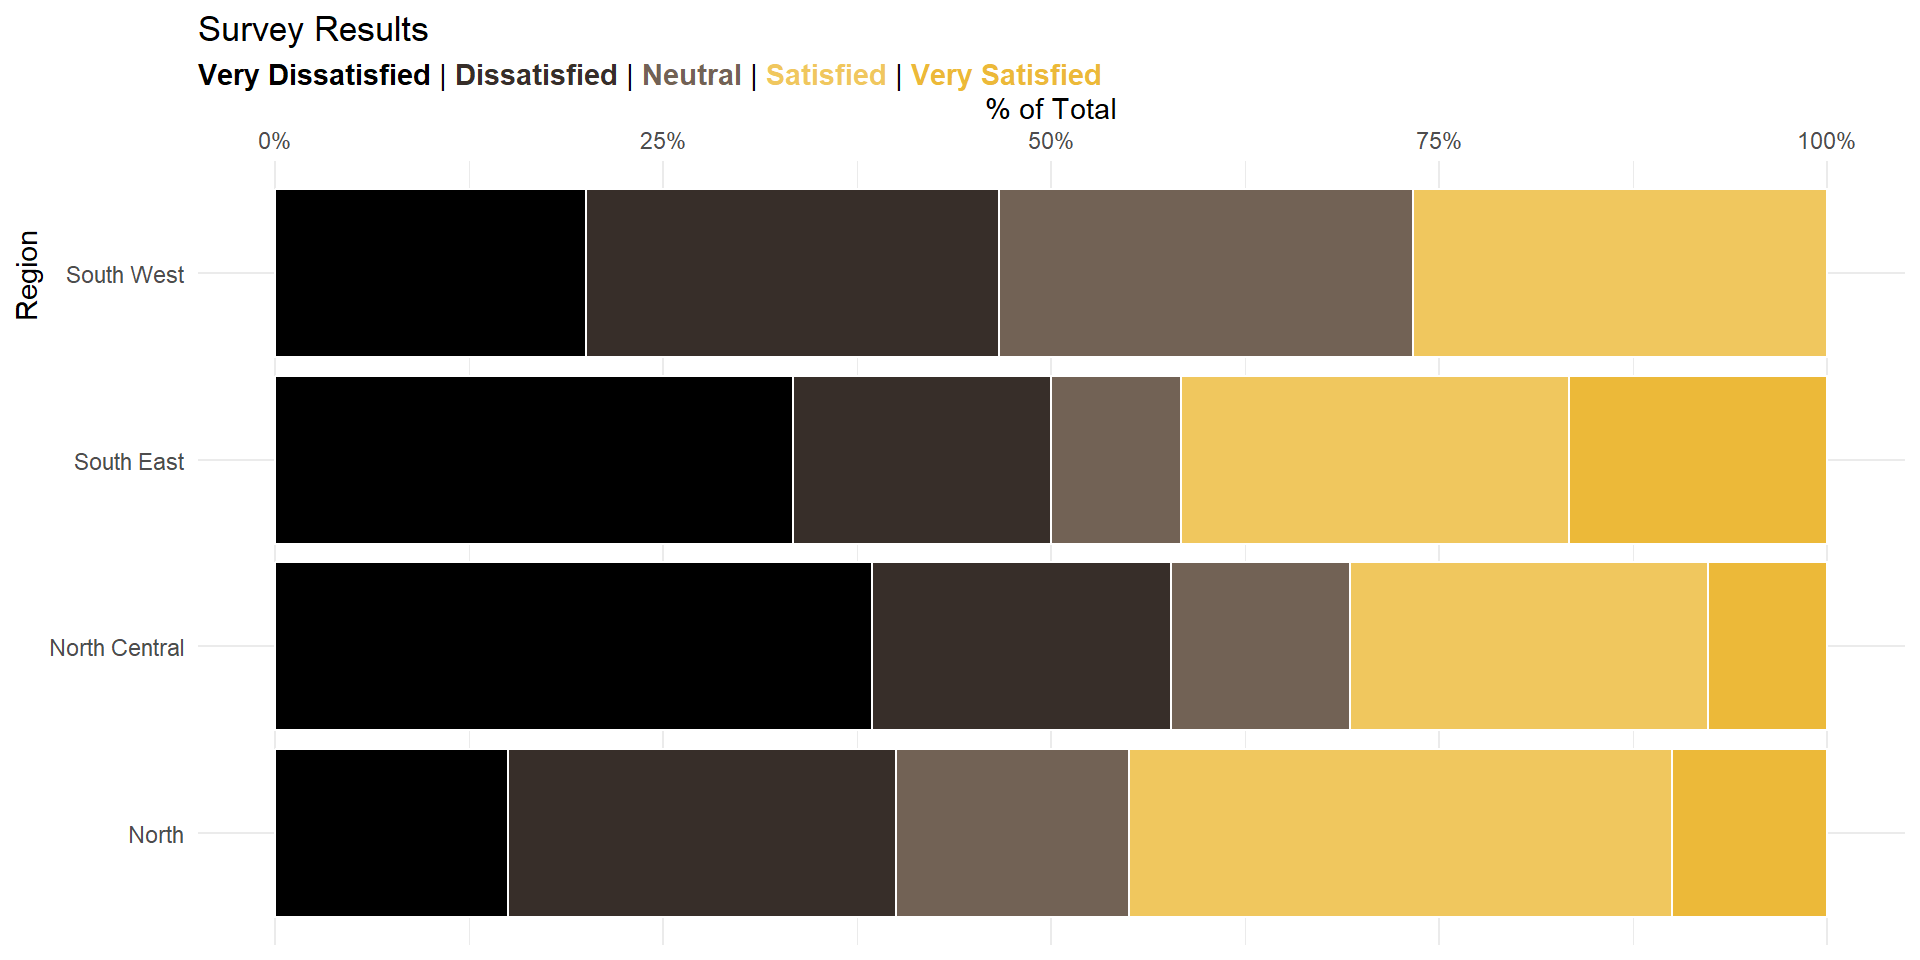 Survey Results
Very Dissatisfied | Dissatisfied | Neutral | Satisfied | Very Satisfied
% of Total
0% 25% 50% 75% 100%
Region
South West
South East
North Central
North